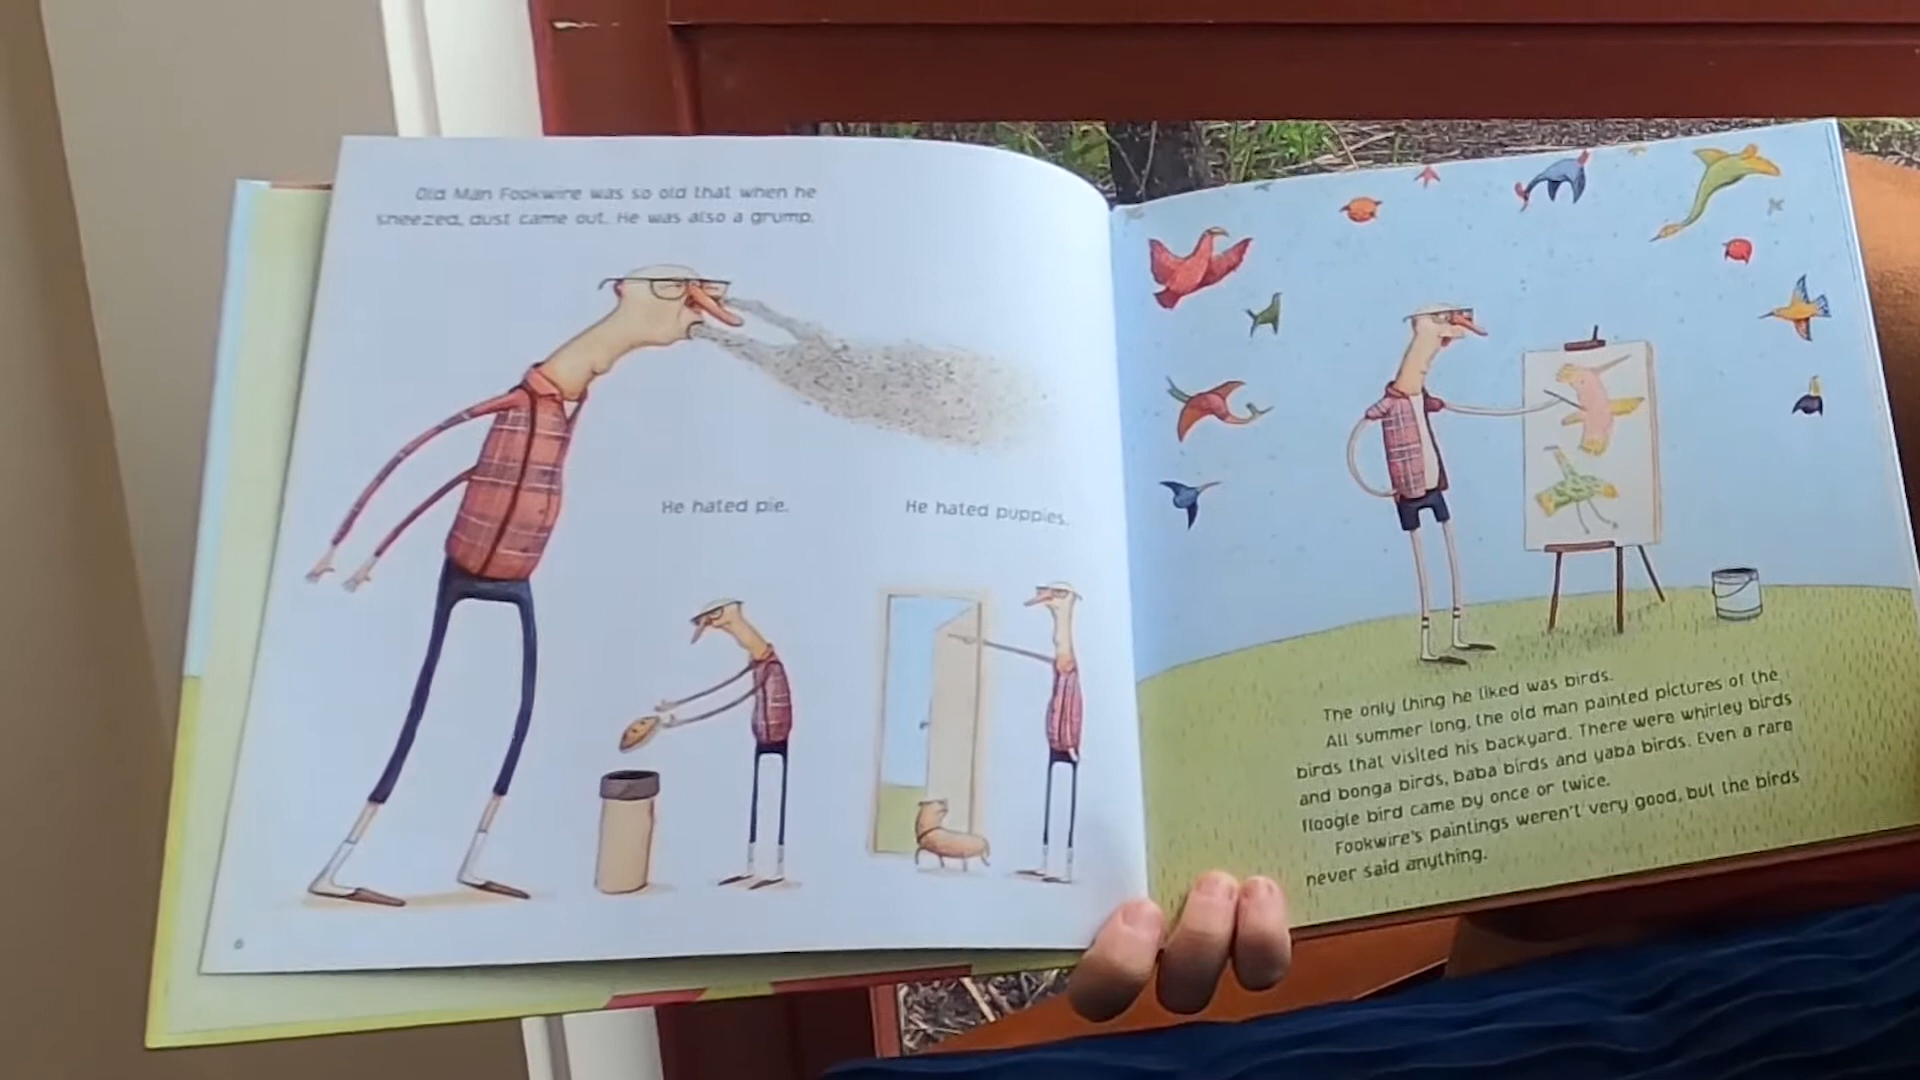 Old Man Fookwire was so old that when he
sneezed, dust came out. He was also a grump.
He hated pie.
He hated puppies.
6
The only thing he liked was birds.
All summer long, the old man painted pictures of the
birds that visited his backyard. There were whirley birds
and bonga birds, baba birds and yaba birds. Even a rare
floogle bird came by once or twice.
Fookwire's paintings weren't very good, but the birds
never said anything.